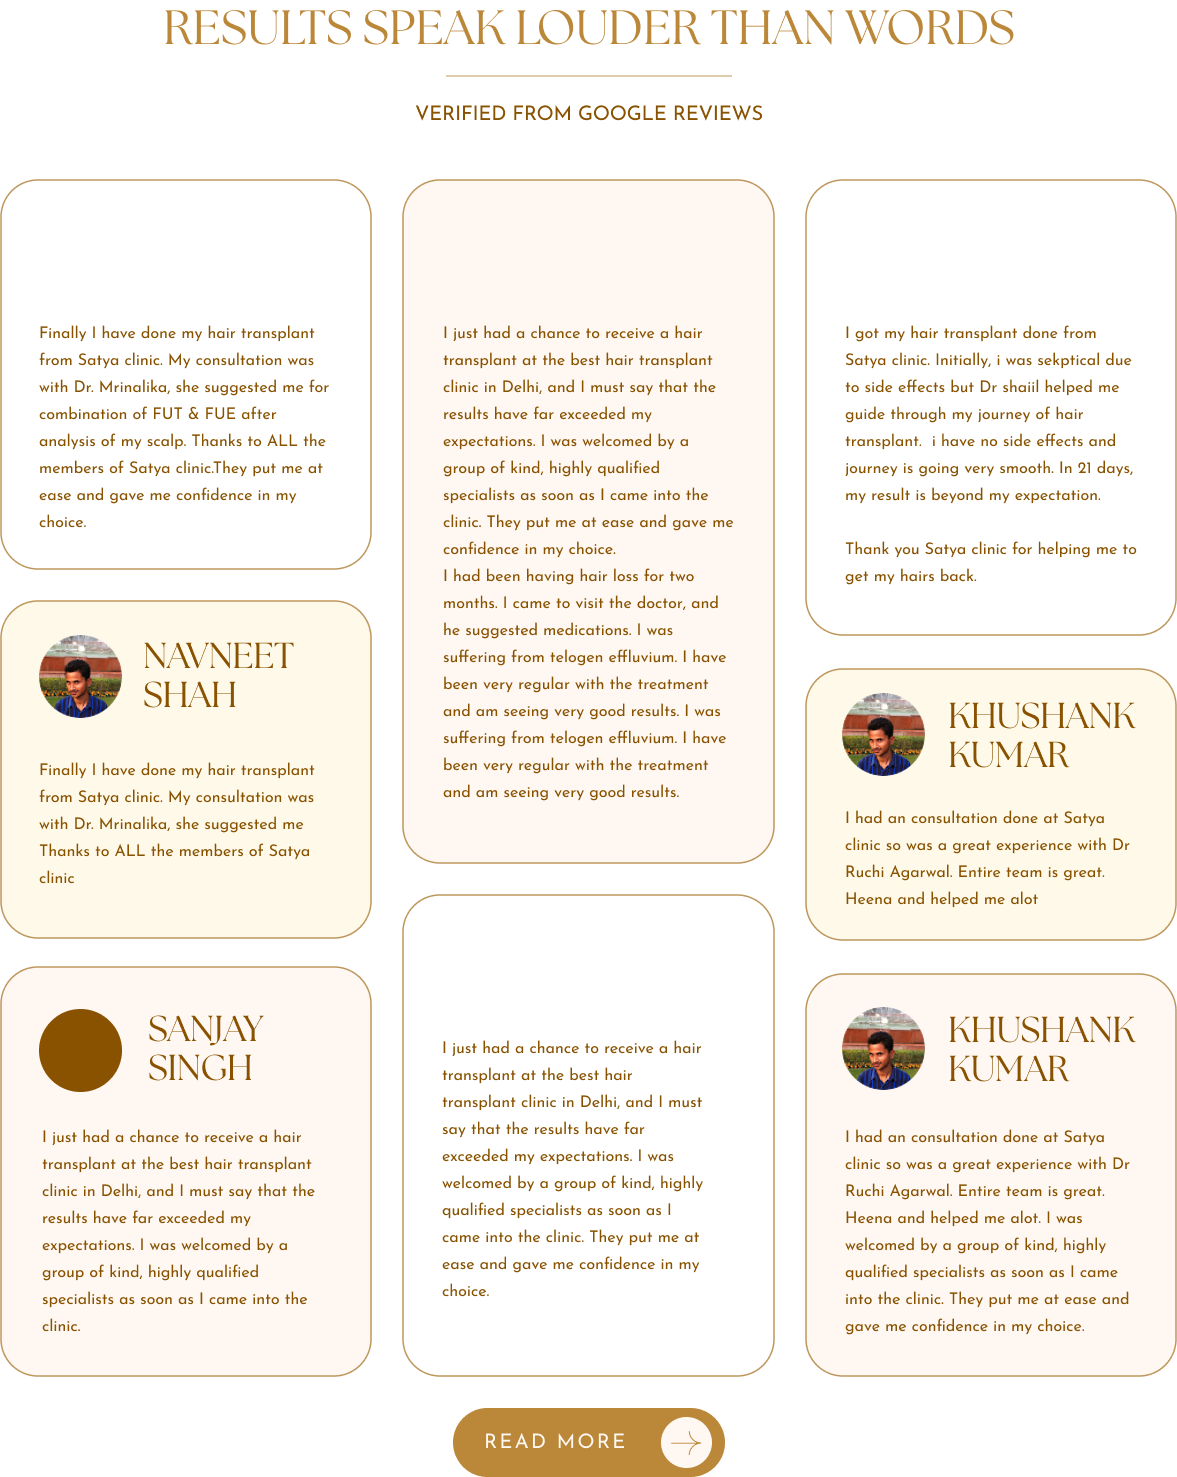 RESULTS SPEAK LOUDER THAN WORDS
VERIFIED FROM GOOGLE REVIEWS
Finally I have done my hair transplant
from Satya clinic. My consultation was
with Dr. Mrinalika, she suggested me for
combination of FUT & FUE after
analysis of my scalp. Thanks to ALL the
members of Satya clinic.They put me at
ease and gave me confidence in my
choice.
NAVNEET
SHAH
Finally I have done my hair transplant
from Satya clinic. My consultation was
with Dr. Mrinalika, she suggested me
Thanks to ALL the members of Satya
clinic
SANJAY
SINGH
I just had a chance to receive a hair
transplant at the best hair transplant
clinic in Delhi, and I must say that the
results have far exceeded my
expectations. I was welcomed by a
group of kind, highly qualified
specialists as soon as I came into the
clinic.
I just had a chance to receive a hair
transplant at the best hair transplant
clinic in Delhi, and I must say that the
results have far exceeded my
expectations. I was welcomed by a
group of kind, highly qualified
specialists as soon as I came into the
clinic. They put me at ease and gave me
confidence in my choice.
I had been having hair loss for two
months. I came to visit the doctor, and
he suggested medications. I was
suffering from telogen effluvium. I have
been very regular with the treatment
and am seeing very good results. I was
suffering from telogen effluvium. I have
been very regular with the treatment
and am seeing very good results.
I just had a chance to receive a hair
transplant at the best hair
transplant clinic in Delhi, and I must
say that the results have far
exceeded my expectations. I was
welcomed by a group of kind, highly
qualified specialists as soon as I
came into the clinic. They put me at
ease and gave me confidence in my
choice.
I got my hair transplant done from
Satya clinic. Initially, i was sekptical due
to side effects but Dr shaiil helped me
guide through my journey of hair
transplant.  i have no side effects and
journey is going very smooth. In 21 days,
my result is beyond my expectation.
Thank you Satya clinic for helping me to
get my hairs back.
KHUSHANK
KUMAR
I had an consultation done at Satya
clinic so was a great experience with Dr
Ruchi Agarwal. Entire team is great.
Heena and helped me alot
KHUSHANK
KUMAR
I had an consultation done at Satya
clinic so was a great experience with Dr
Ruchi Agarwal. Entire team is great.
Heena and helped me alot. I was
welcomed by a group of kind, highly
qualified specialists as soon as I came
into the clinic. They put me at ease and
gave me confidence in my choice.
READ MORE